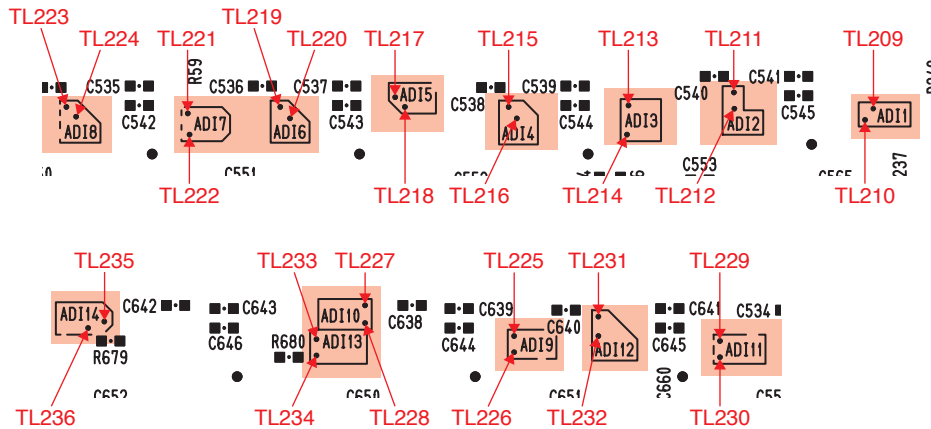 TL223 TL219 TL217 TL215 TL213 TL211 TL209
TL224 TL221 TL220
C535 R59 C536 C537 C538 C539 C540 C541
ADI8 ADI7 ADI6 ADI5 ADI4 ADI3 ADI2 ADI1
C542 C543 C544 C545
C551 C553 237
TL222 TL218 TL216 TL214 TL212 TL210
TL235 TL233 TL227 TL225 TL231 TL229
C642 C643 C638 C639 C640 C641 C534
ADI14 ADI10
R679 C646 R680 ADI13 C644 ADI9 ADI12 C645 ADI11
C652 C650 C651 C660
TL236 TL234 TL228 TL226 TL232 TL230